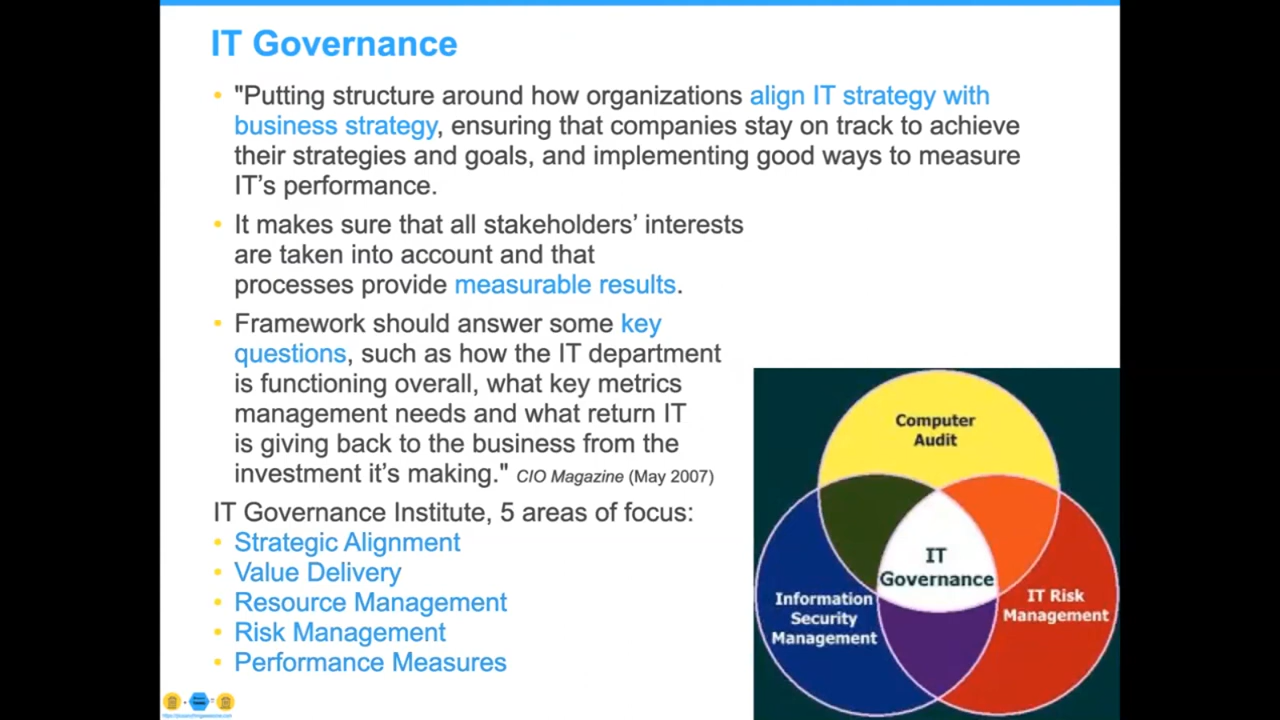 IT Governance
"Putting structure around how organizations align IT strategy with
business strategy, ensuring that companies stay on track to achieve
their strategies and goals, and implementing good ways to measure
IT’s performance.
It makes sure that all stakeholders’ interests
are taken into account and that
processes provide measurable results.
Framework should answer some key
questions, such as how the IT department
is functioning overall, what key metrics
management needs and what return IT
is giving back to the business from the
investment it’s making." CIO Magazine (May 2007)
IT Governance Institute, 5 areas of focus:
Strategic Alignment
Value Delivery
Resource Management
Risk Management
Performance Measures
Computer
Audit
IT
Governance
Information
Security
Management
IT Risk
Management